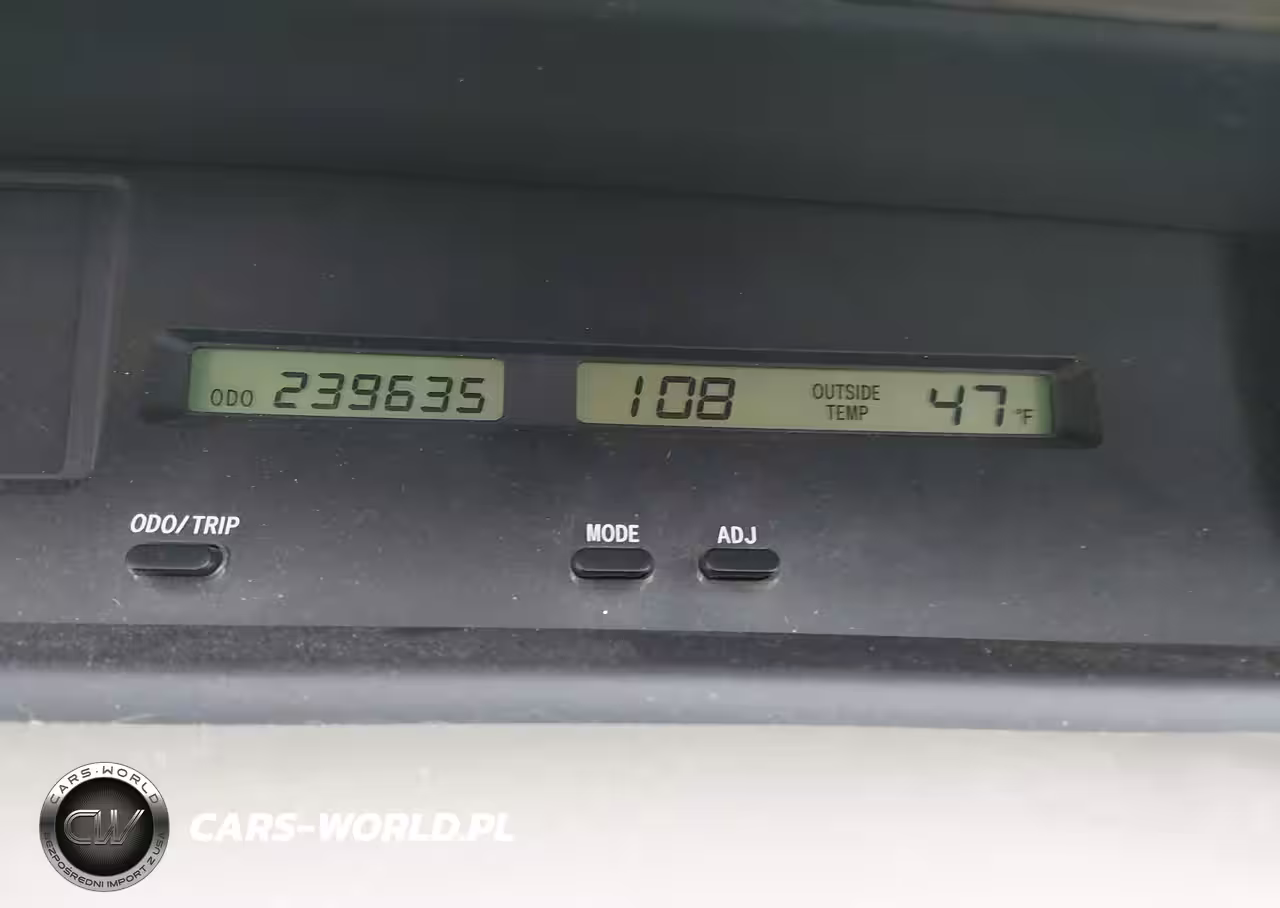 ODO 239635
108 OUTSIDE TEMP 47 °F
ODO/TRIP
MODE ADJ
CARS-WORLD
CW
BEZPOŚREDNI IMPORT Z USA
CARS-WORLD.PL